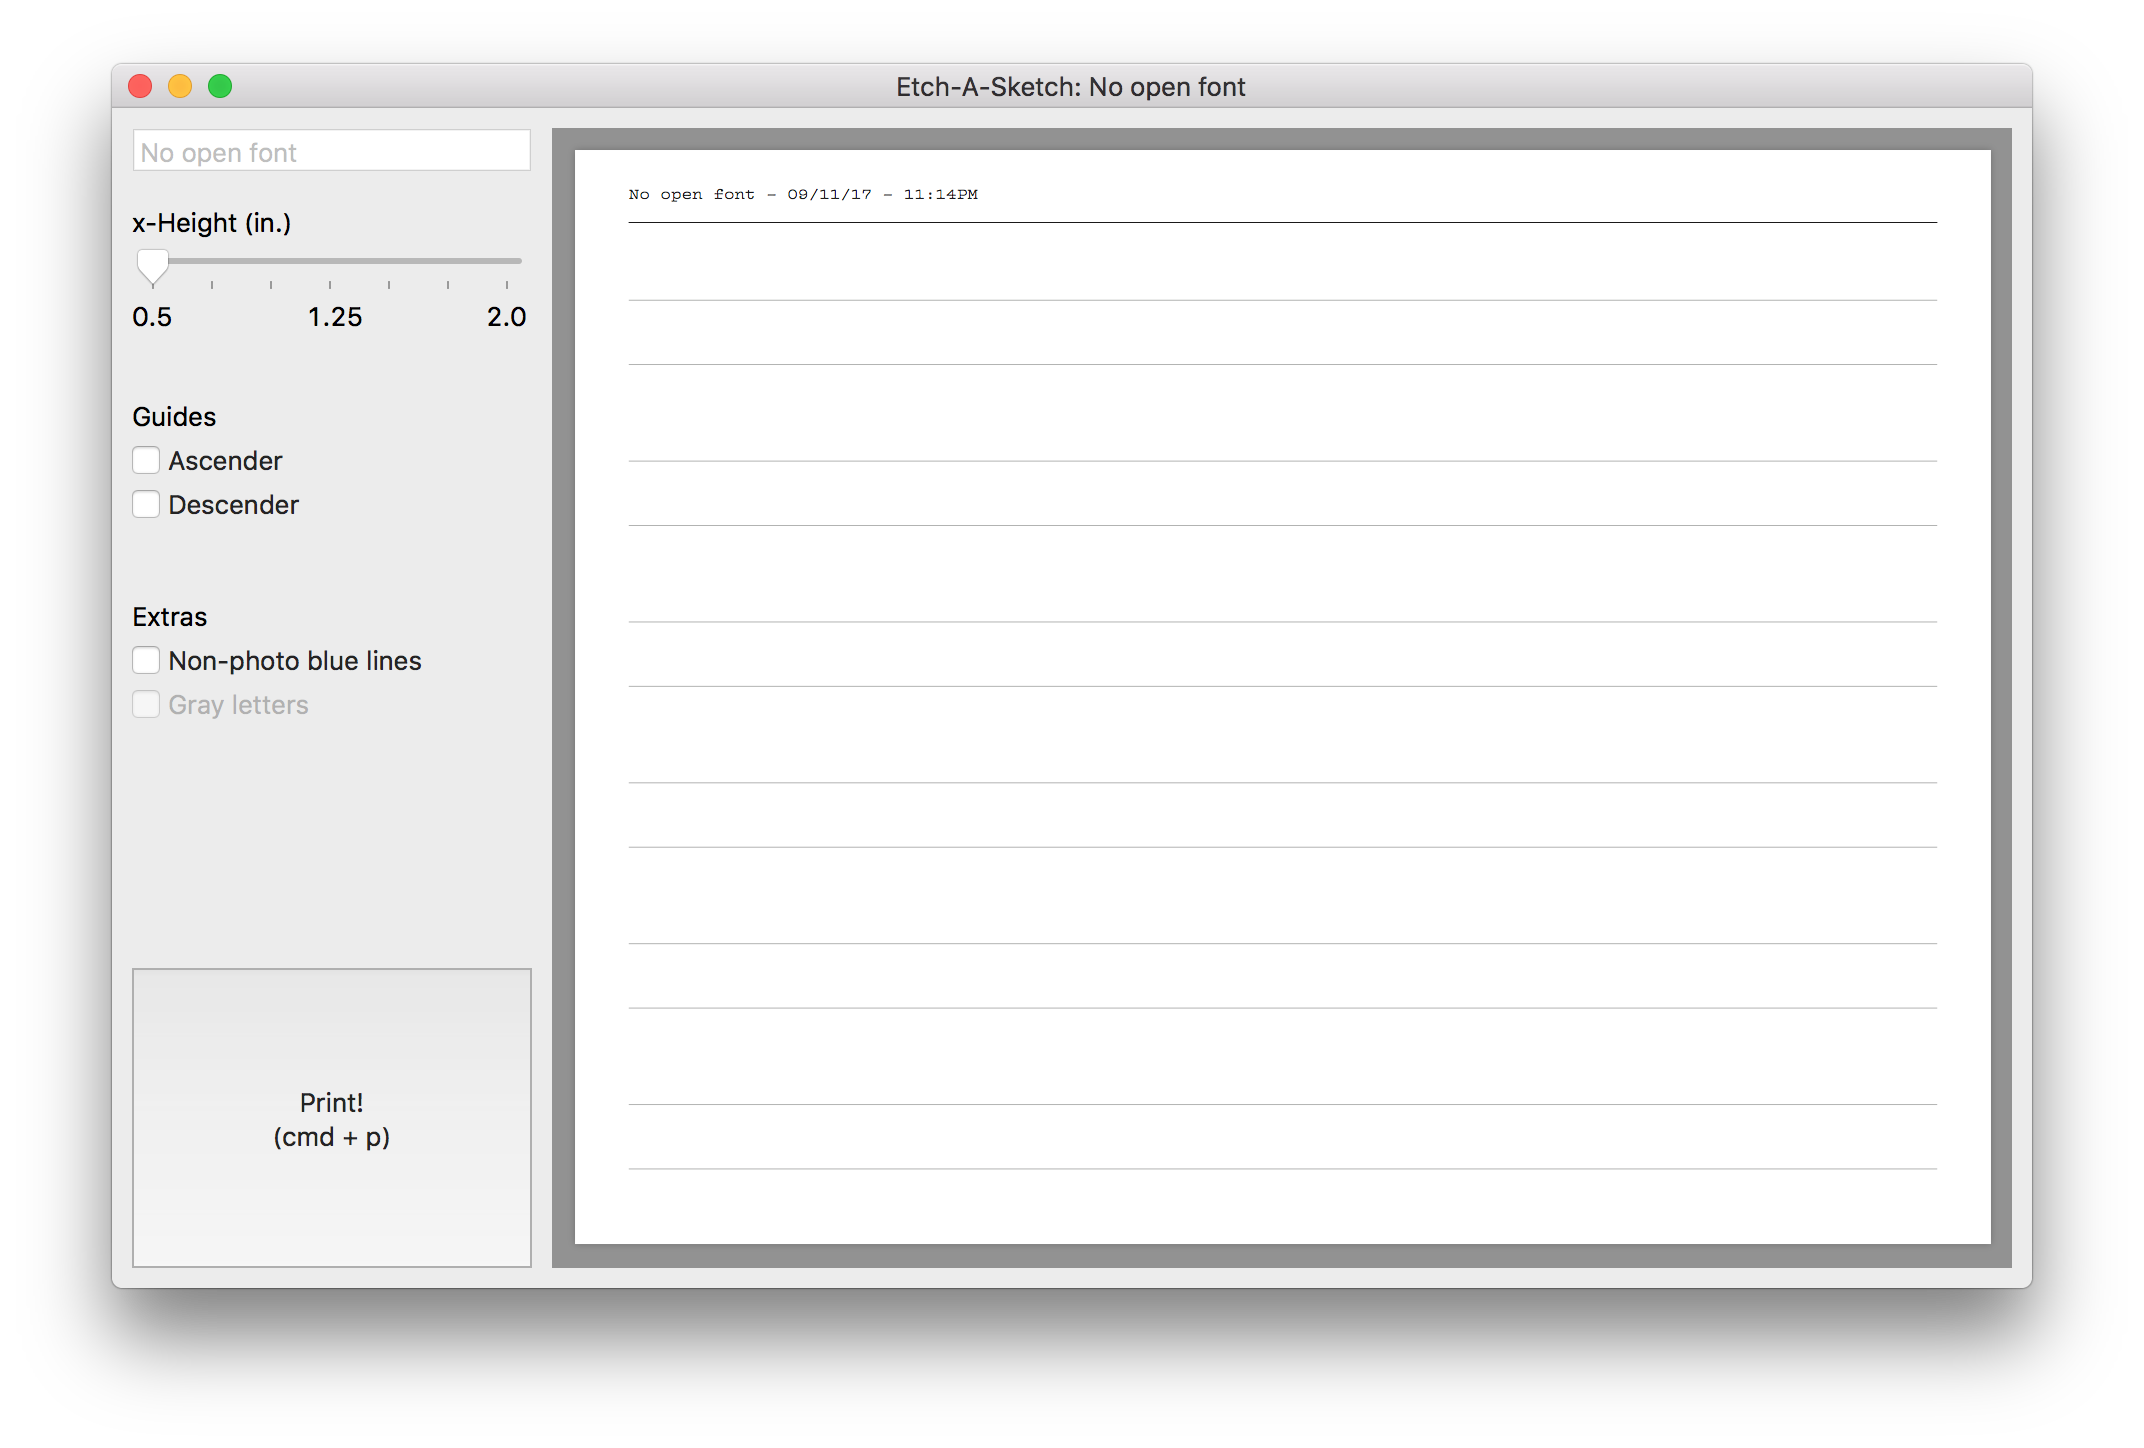 Etch-A-Sketch: No open font
No open font
x-Height (in.)
0.5 1.25 2.0
Guides
Ascender
Descender
Extras
Non-photo blue lines
Gray letters
Print!
(cmd + p)
No open font - 09/11/17 - 11:14PM